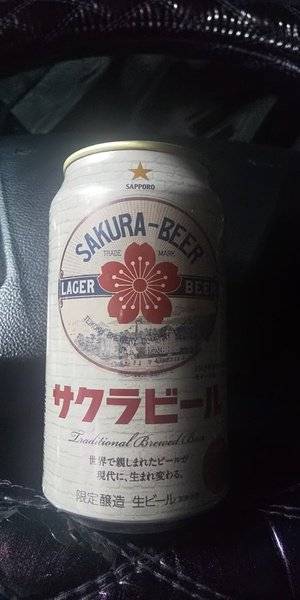 SAPPORO
SAKURA-BEER
TRADE MARK
LAGER BEER
サクラビール
Traditional Brewed Beer
世界で親しまれたビールが
現代に、生まれ変わる。
限定醸造 生ビール